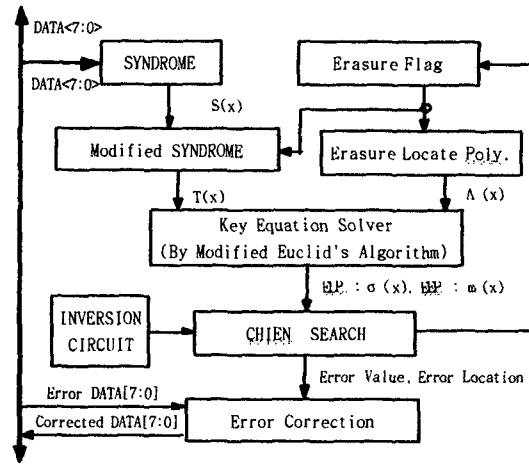 DATA<7:0>
DATA<7:0>
SYNDROME
Erasure Flag
S(x)
Modified SYNDROME
Erasure Locate Poly.
T(x)
Λ (x)
Key Equation Solver
(By Modified Euclid's Algorithm)
: σ (x), : ω (x)
INVERSION
CIRCUIT
CHIEN SEARCH
Error Value, Error Location
Error DATA[7:0]
Corrected DATA[7:0]
Error Correction